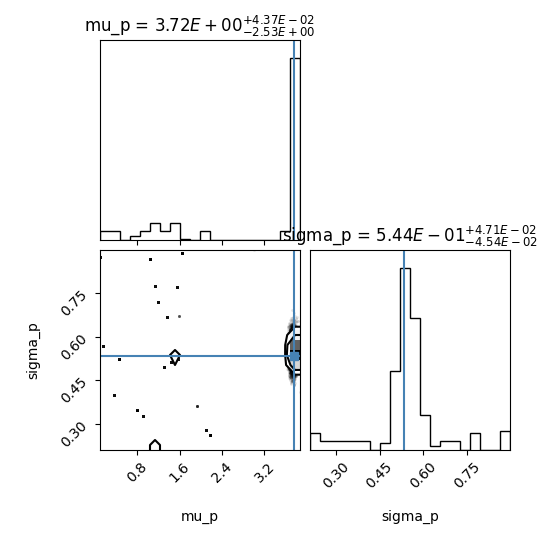 mu_p = 3.72E + 00 +4.37E − 02 −2.53E + 00
sigma_p = 5.44E − 01 +4.71E − 02 −4.54E − 02
0.75
0.60
0.45
0.30
sigma_p
0.8 1.6 2.4 3.2
0.30 0.45 0.60 0.75
mu_p
sigma_p